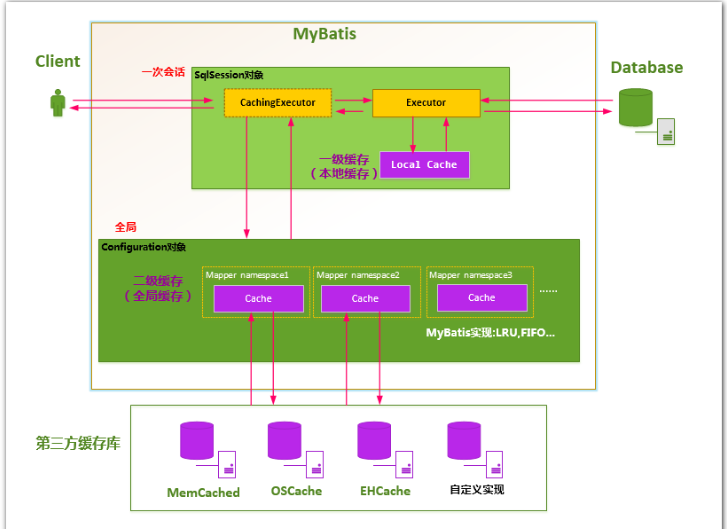 MyBatis
Client
一次会话
SqlSession对象
Database
CachingExecutor
Executor
一级缓存
（本地缓存）
Local Cache
全局
Configuration对象
二级缓存
（全局缓存）
Mapper namespace1
Cache
Mapper namespace2
Cache
Mapper namespace3
Cache
......
MyBatis实现:LRU,FIFO...
第三方缓存库
MemCached
OSCache
EHCache
自定义实现